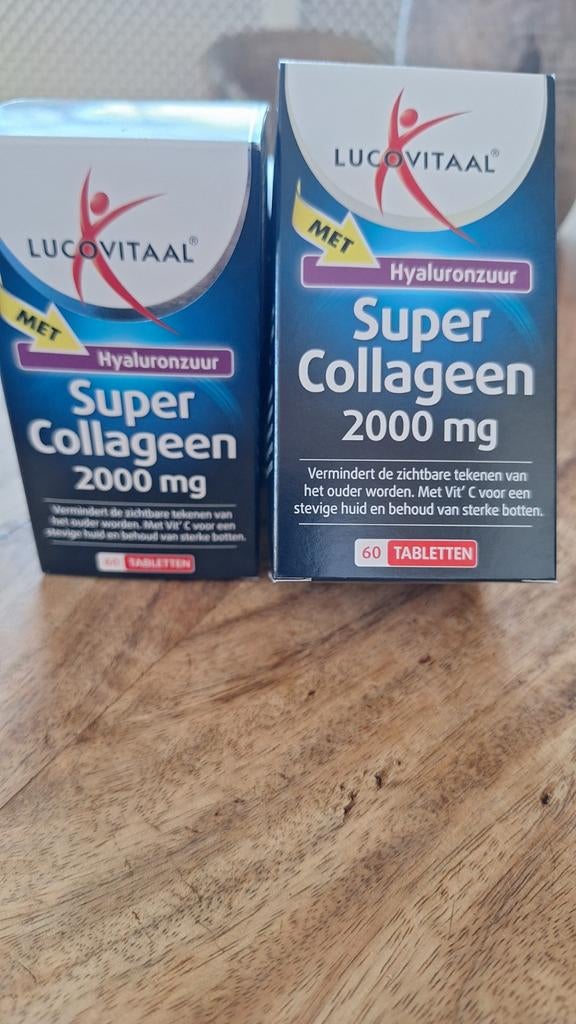 LUCOVITAAL®
MET
Hyaluronzuur
Super
Collageen
2000 mg
Vermindert de zichtbare tekenen van
het ouder worden. Met Vit' C voor een
stevige huid en behoud van sterke botten.
60 TABLETTEN
LUCOVITAAL®
MET
Hyaluronzuur
Super
Collageen
2000 mg
Vermindert de zichtbare tekenen van
het ouder worden. Met Vit' C voor een
stevige huid en behoud van sterke botten.
60 TABLETTEN